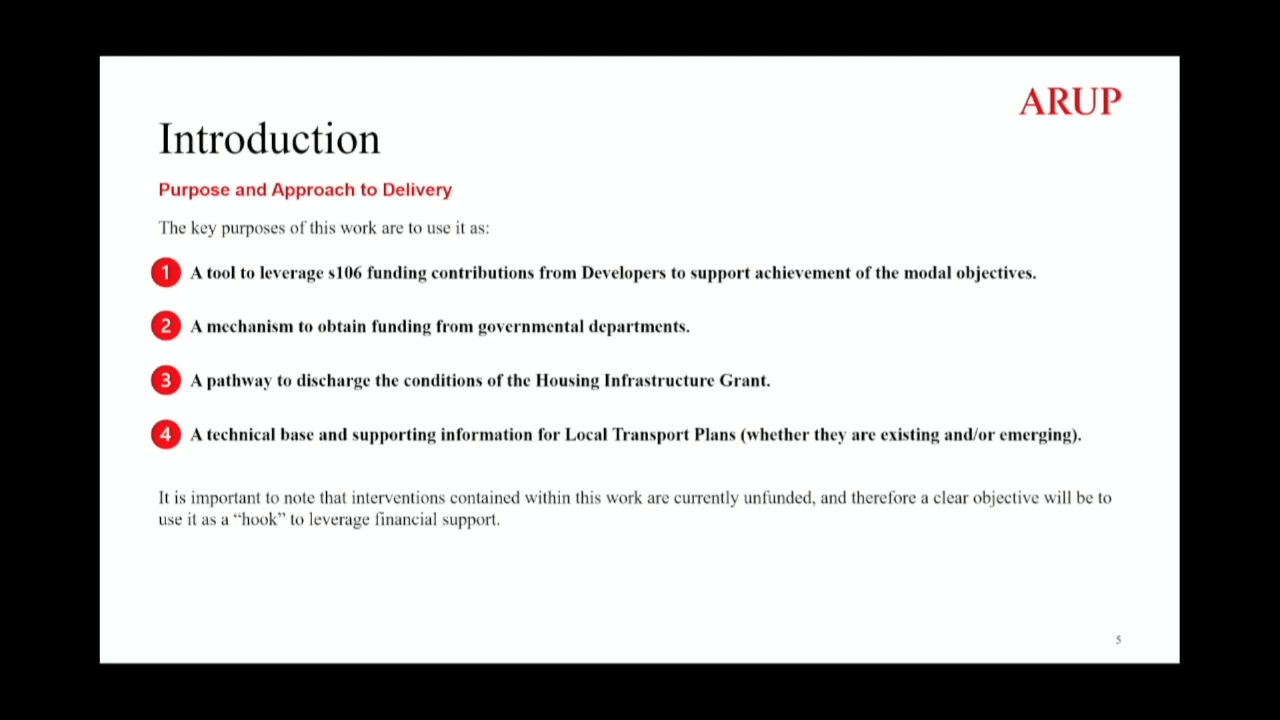 ARUP
Introduction
Purpose and Approach to Delivery
The key purposes of this work are to use it as:
1 A tool to leverage s106 funding contributions from Developers to support achievement of the modal objectives.
2 A mechanism to obtain funding from governmental departments.
3 A pathway to discharge the conditions of the Housing Infrastructure Grant.
4 A technical base and supporting information for Local Transport Plans (whether they are existing and/or emerging).
It is important to note that interventions contained within this work are currently unfunded, and therefore a clear objective will be to
use it as a “hook” to leverage financial support.
5